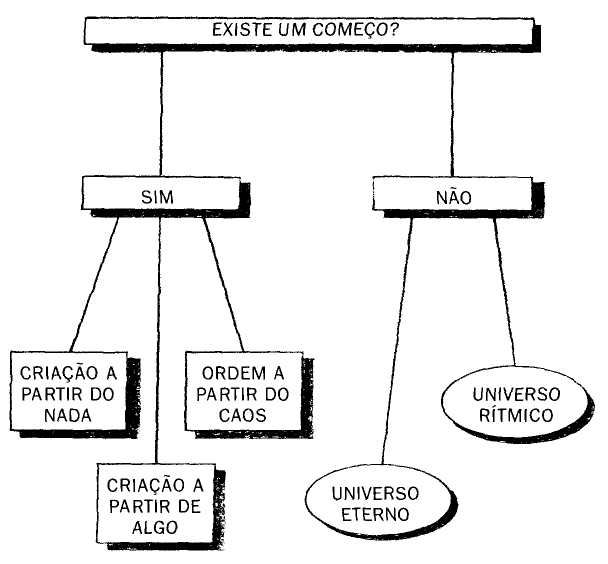 EXISTE UM COMEÇO?
SIM
NÃO
CRIAÇÃO A
PARTIR DO
NADA
ORDEM A
PARTIR DO
CAOS
CRIAÇÃO A
PARTIR DE
ALGO
UNIVERSO
ETERNO
UNIVERSO
RÍTMICO